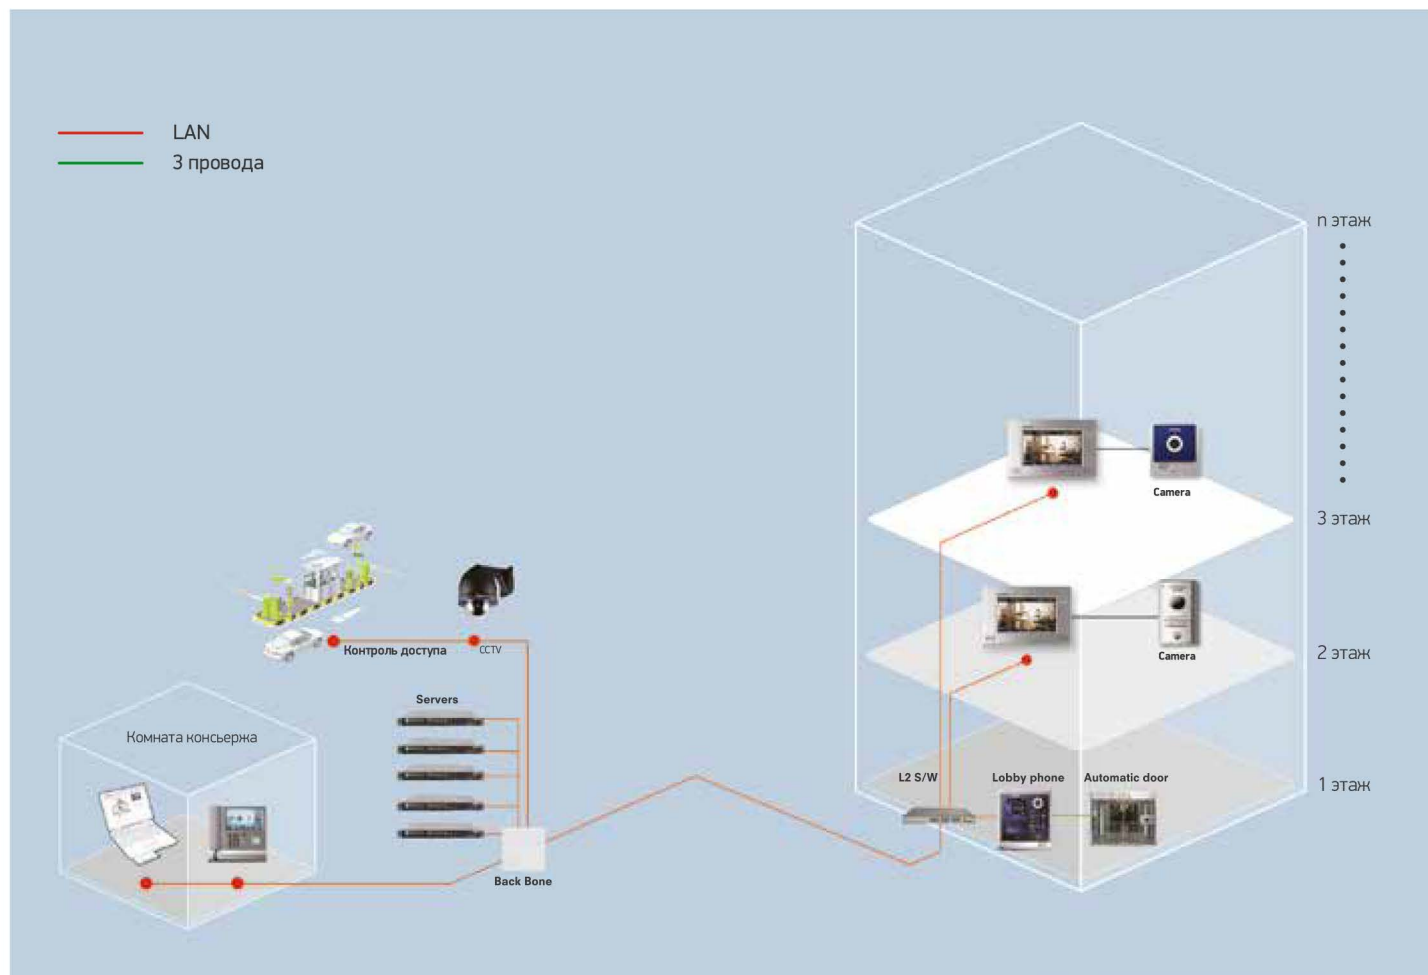 LAN
3 провода
n этаж
Camera
3 этаж
Контроль доступа
CCTV
Camera
2 этаж
Servers
Комната консьержа
L2 S/W
Lobby phone
Automatic door
1 этаж
Back Bone